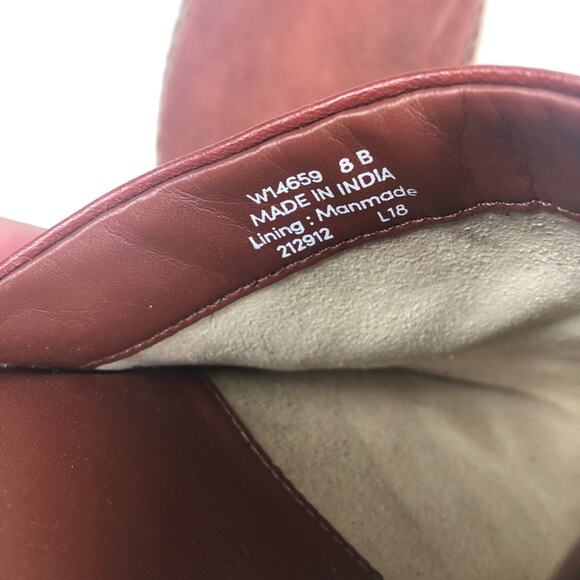 W14659 8 B
MADE IN INDIA
Lining : Manmade
212912 L18